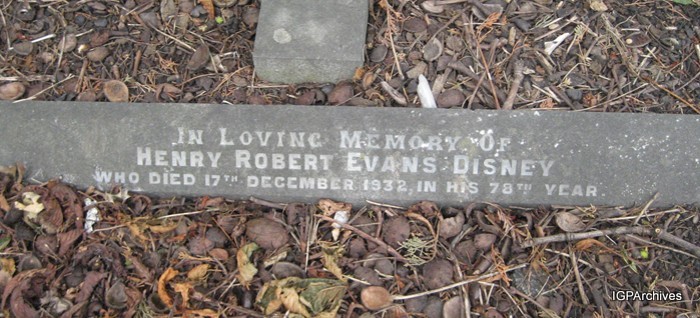 In Loving Memory Of
Henry Robert Evans Disney
Who Died 17th December 1932, in his 78th Year.
IGPArchives